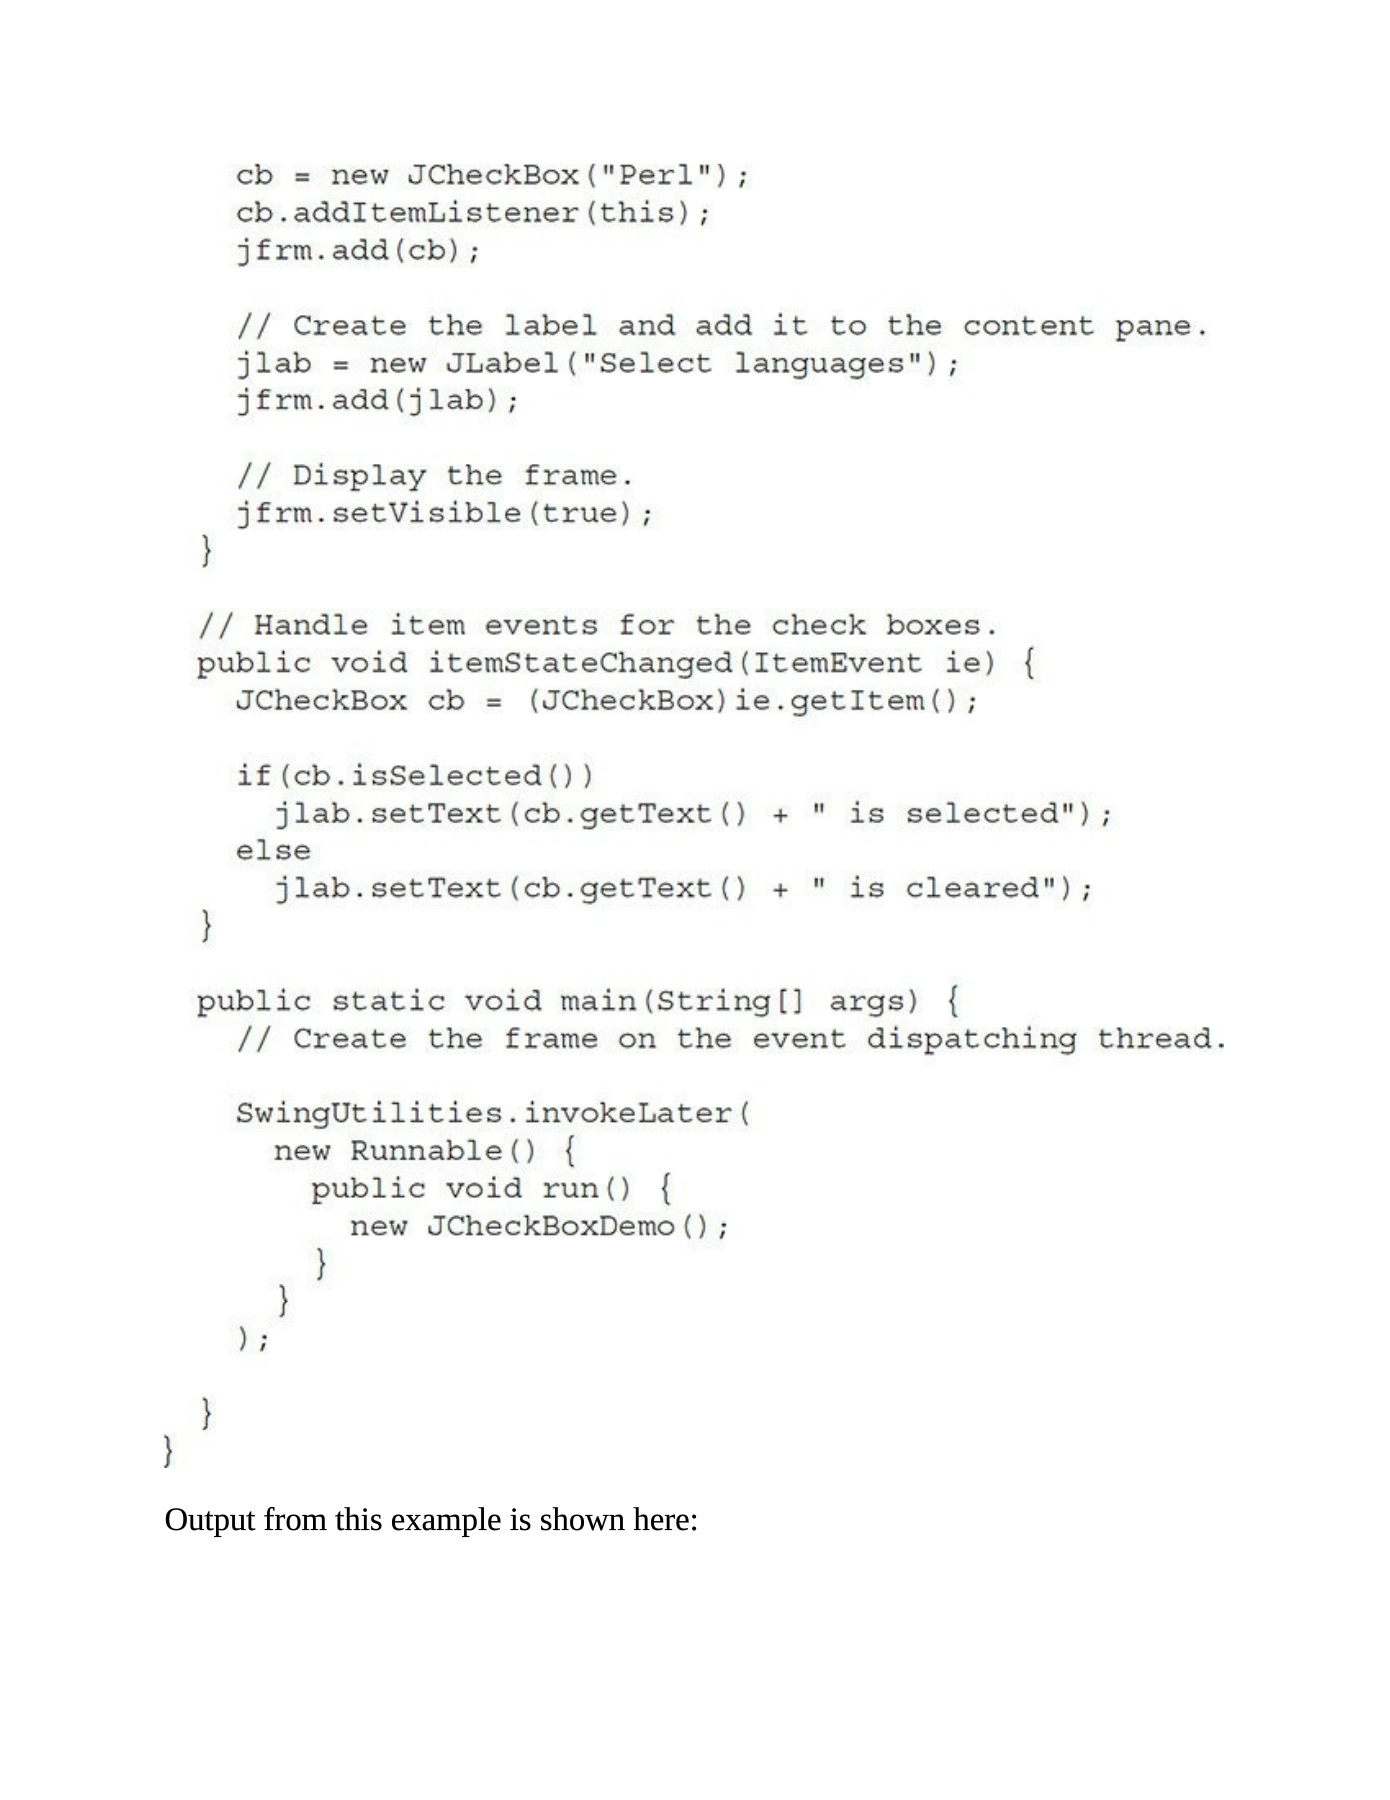 cb = new JCheckBox("Perl");
cb.addItemListener(this);
jfrm.add(cb);
// Create the label and add it to the content pane.
jlab = new JLabel("Select languages");
jfrm.add(jlab);
// Display the frame.
jfrm.setVisible(true);
}
// Handle item events for the check boxes.
public void itemStateChanged(ItemEvent ie) {
JCheckBox cb = (JCheckBox)ie.getItem();
if(cb.isSelected())
jlab.setText(cb.getText() + " is selected");
else
jlab.setText(cb.getText() + " is cleared");
}
public static void main(String[] args) {
// Create the frame on the event dispatching thread.
SwingUtilities.invokeLater(
new Runnable() {
public void run() {
new JCheckBoxDemo();
}
}
);
}
}
Output from this example is shown here: